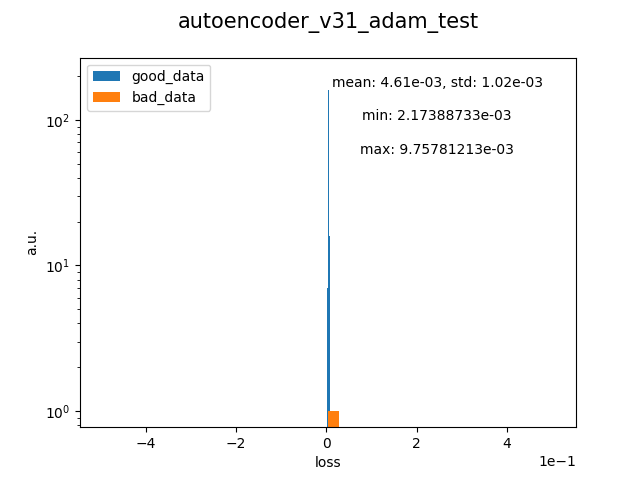 autoencoder_v31_adam_test
good_data
bad_data
mean: 4.61e-03, std: 1.02e-03
min: 2.17388733e-03
max: 9.75781213e-03
a.u.
10²
10¹
10⁰
−4
−2
0
2
4
1e−1
loss